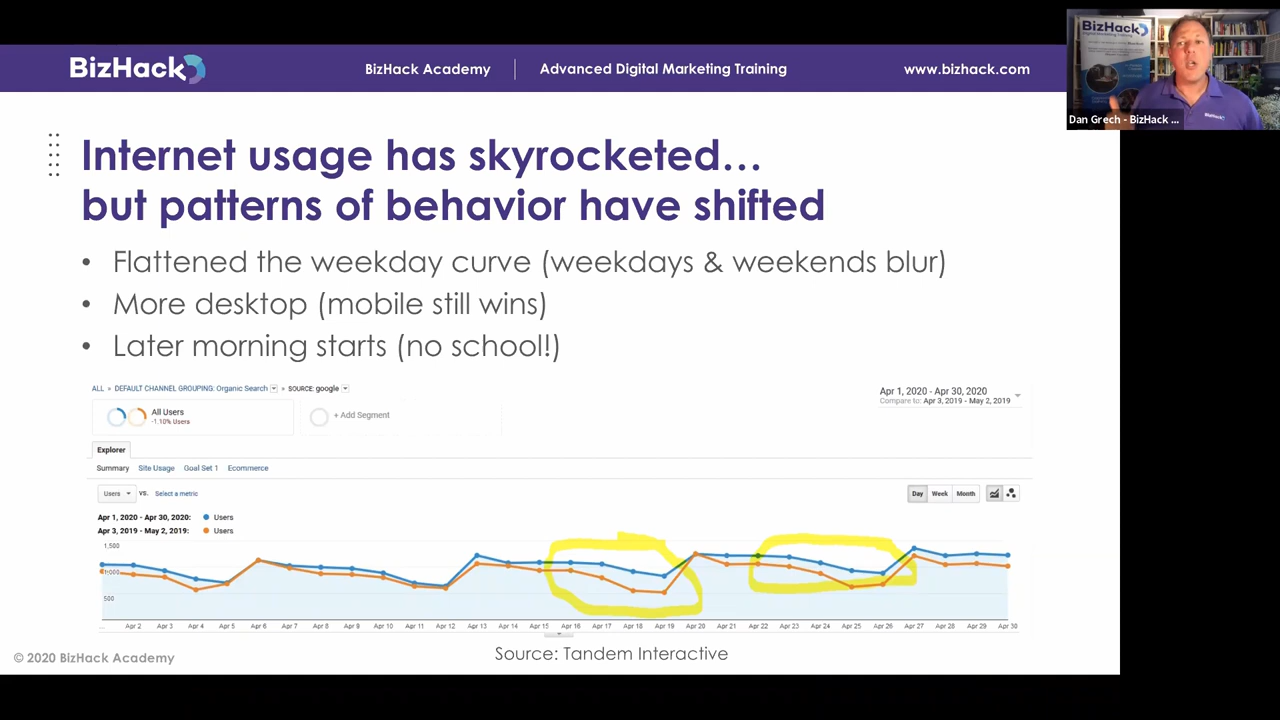 BizHack
BizHack Academy
Advanced Digital Marketing Training
www.bizhack.com
BizHack
Dan Grech - BizHack ...
Internet usage has skyrocketed...
but patterns of behavior have shifted
• Flattened the weekday curve (weekdays & weekends blur)
• More desktop (mobile still wins)
• Later morning starts (no school!)
ALL » DEFAULT CHANNEL GROUPING: Organic Search » SOURCE: google
Apr 1, 2020 - Apr 30, 2020
Compare to: Apr 3, 2019 - May 2, 2019
All Users
-1.10% Users
+ Add Segment
Explorer
Summary Site Usage Goal Set 1 Ecommerce
Users VS. Select a metric
Day Week Month
Apr 1, 2020 - Apr 30, 2020: Users
Apr 3, 2019 - May 2, 2019: Users
1,500
1,000
500
... Apr 2 Apr 3 Apr 4 Apr 5 Apr 6 Apr 7 Apr 8 Apr 9 Apr 10 Apr 11 Apr 12 Apr 13 Apr 14 Apr 15 Apr 16 Apr 17 Apr 18 Apr 19 Apr 20 Apr 21 Apr 22 Apr 23 Apr 24 Apr 25 Apr 26 Apr 27 Apr 28 Apr 29 Apr 30
Source: Tandem Interactive
© 2020 BizHack Academy